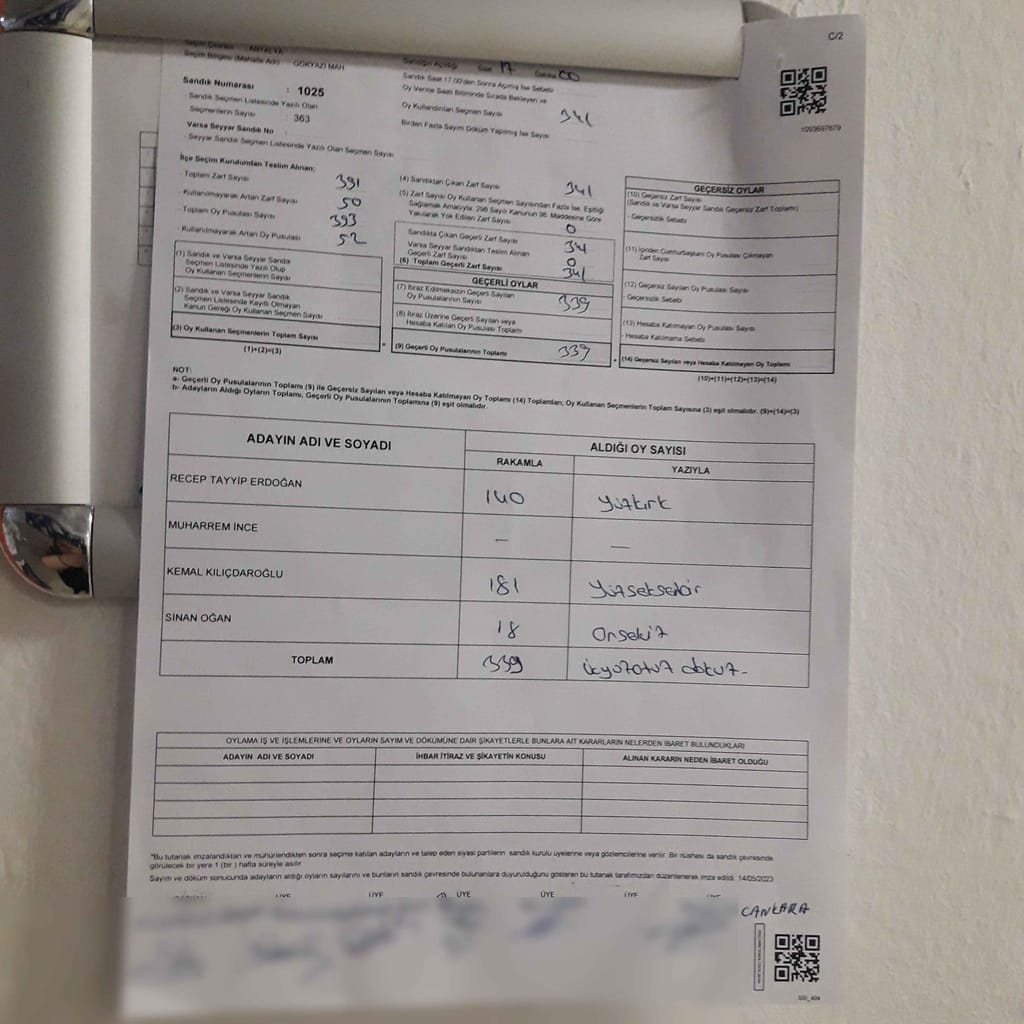 C/2
ANTALYA
Seçim Bölgesi (Mahalle Adı) : GÖKYAZI MAH
Sandığın Açıldığı Saat 17 Dakika 00
1093697679
Sandık Saat 17:00'den Sonra Açılmış İse Sebebi
Sandık Numarası : 1025
Oy Verme Saati Bitiminde Sırada Bekleyen ve
Oy Kullandırılan Seçmen Sayısı 341
- Sandık Seçmen Listesinde Yazılı Olan
Seçmenlerin Sayısı : 363
Birden Fazla Sayım Döküm Yapılmış İse Sayısı
Varsa Seyyar Sandık No :
- Seyyar Sandık Seçmen Listesinde Yazılı Olan Seçmen Sayısı
İlçe Seçim Kurulundan Teslim Alınan;
- Toplam Zarf Sayısı 391
- Kullanılmayarak Artan Zarf Sayısı 50
- Toplam Oy Pusulası Sayısı 393
- Kullanılmayarak Artan Oy Pusulası 52
(1) Sandık ve Varsa Seyyar Sandık
Seçmen Listesinde Yazılı Olup
Oy Kullanan Seçmenlerin Sayısı
(2) Sandık ve Varsa Seyyar Sandık
Seçmen Listesinde Kayıtlı Olmayan
Kanun Gereği Oy Kullanan Seçmen Sayısı
(3) Oy Kullanan Seçmenlerin Toplam Sayısı
(1)+(2)=(3)
(4) Sandıktan Çıkan Zarf Sayısı 341
(5) Zarf Sayısı Oy Kullanan Seçmen Sayısından Fazla İse, Eşitliği
Sağlamak Amacıyla; 298 Sayılı Kanunun 98. Maddesine Göre
Yakılarak Yok Edilen Zarf Sayısı 0
Sandıkta Çıkan Geçerli Zarf Sayısı 341
Varsa Seyyar Sandıktan Teslim Alınan
Geçerli Zarf Sayısı 0
(6) Toplam Geçerli Zarf Sayısı 341
GEÇERLİ OYLAR
(7) İtiraz Edilmeksizin Geçerli Sayılan
Oy Pusulalarının Sayısı 339
(8) İtiraz Üzerine Geçerli Sayılan veya
Hesaba Katılan Oy Pusulası Toplamı
(9) Geçerli Oy Pusulalarının Toplamı 339
GEÇERSİZ OYLAR
(10) Geçersiz Zarf Sayısı
(Sandık ve Varsa Seyyar Sandık Geçersiz Zarf Toplamı)
- Geçersizlik Sebebi
(11) İçinden Cumhurbaşkanı Oy Pusulası Çıkmayan
Zarf Sayısı
(12) Geçersiz Sayılan Oy Pusulası Sayısı
- Geçersizlik Sebebi
(13) Hesaba Katılmayan Oy Pusulası Sayısı
- Hesaba Katılmama Sebebi
(14) Geçersiz Sayılan veya Hesaba Katılmayan Oy Toplamı
(10)+(11)+(12)+(12)=(14)
NOT:
a- Geçerli Oy Pusulalarının Toplamı (9) ile Geçersiz Sayılan veya Hesaba Katılmayan Oy Toplamı (14) Toplamları, Oy Kullanan Seçmenlerin Toplam Sayısına (3) eşit olmalıdır. (9)+(14)=(3)
b- Adayların Aldığı Oyların Toplamı, Geçerli Oy Pusulalarının Toplamına (9) eşit olmalıdır.
ADAYIN ADI VE SOYADI
ALDIĞI OY SAYISI
RAKAMLA YAZIYLA
RECEP TAYYİP ERDOĞAN 140 Yüzkırk
MUHARREM İNCE — —
KEMAL KILIÇDAROĞLU 181 Yüzseksenbir
SİNAN OĞAN 18 Onsekiz
TOPLAM 339 Üçyüzotuz dokuz-
OYLAMA İŞ VE İŞLEMLERİNE VE OYLARIN SAYIM VE DÖKÜMÜNE DAİR ŞİKAYETLERLE BUNLARA AİT KARARLARIN NELERDEN İBARET BULUNDUKLARI
ADAYIN ADI VE SOYADI İHBAR İTİRAZ VE ŞİKAYETİN KONUSU ALINAN KARARIN NEDEN İBARET OLDUĞU
"Bu tutanak imzalandıktan ve mühürlendikten sonra seçime katılan adayların ve talep eden siyasi partilerin sandık kurulu üyelerine veya gözlemcilerine verilir. Bir nüshası da sandık çevresinde
görülecek bir yere 1 (bir) hafta süreyle asılır.
Sayım ve döküm sonucunda adayların aldığı oyların sayılarını ve bunların sandık çevresinde bulunanlara duyurulduğunu gösteren bu tutanak tarafımızdan düzenlenerek imza edildi. 14/05/2023
ÜYE ÜYE ÜYE ÜYE ÜYE ÜYE
CANKARA